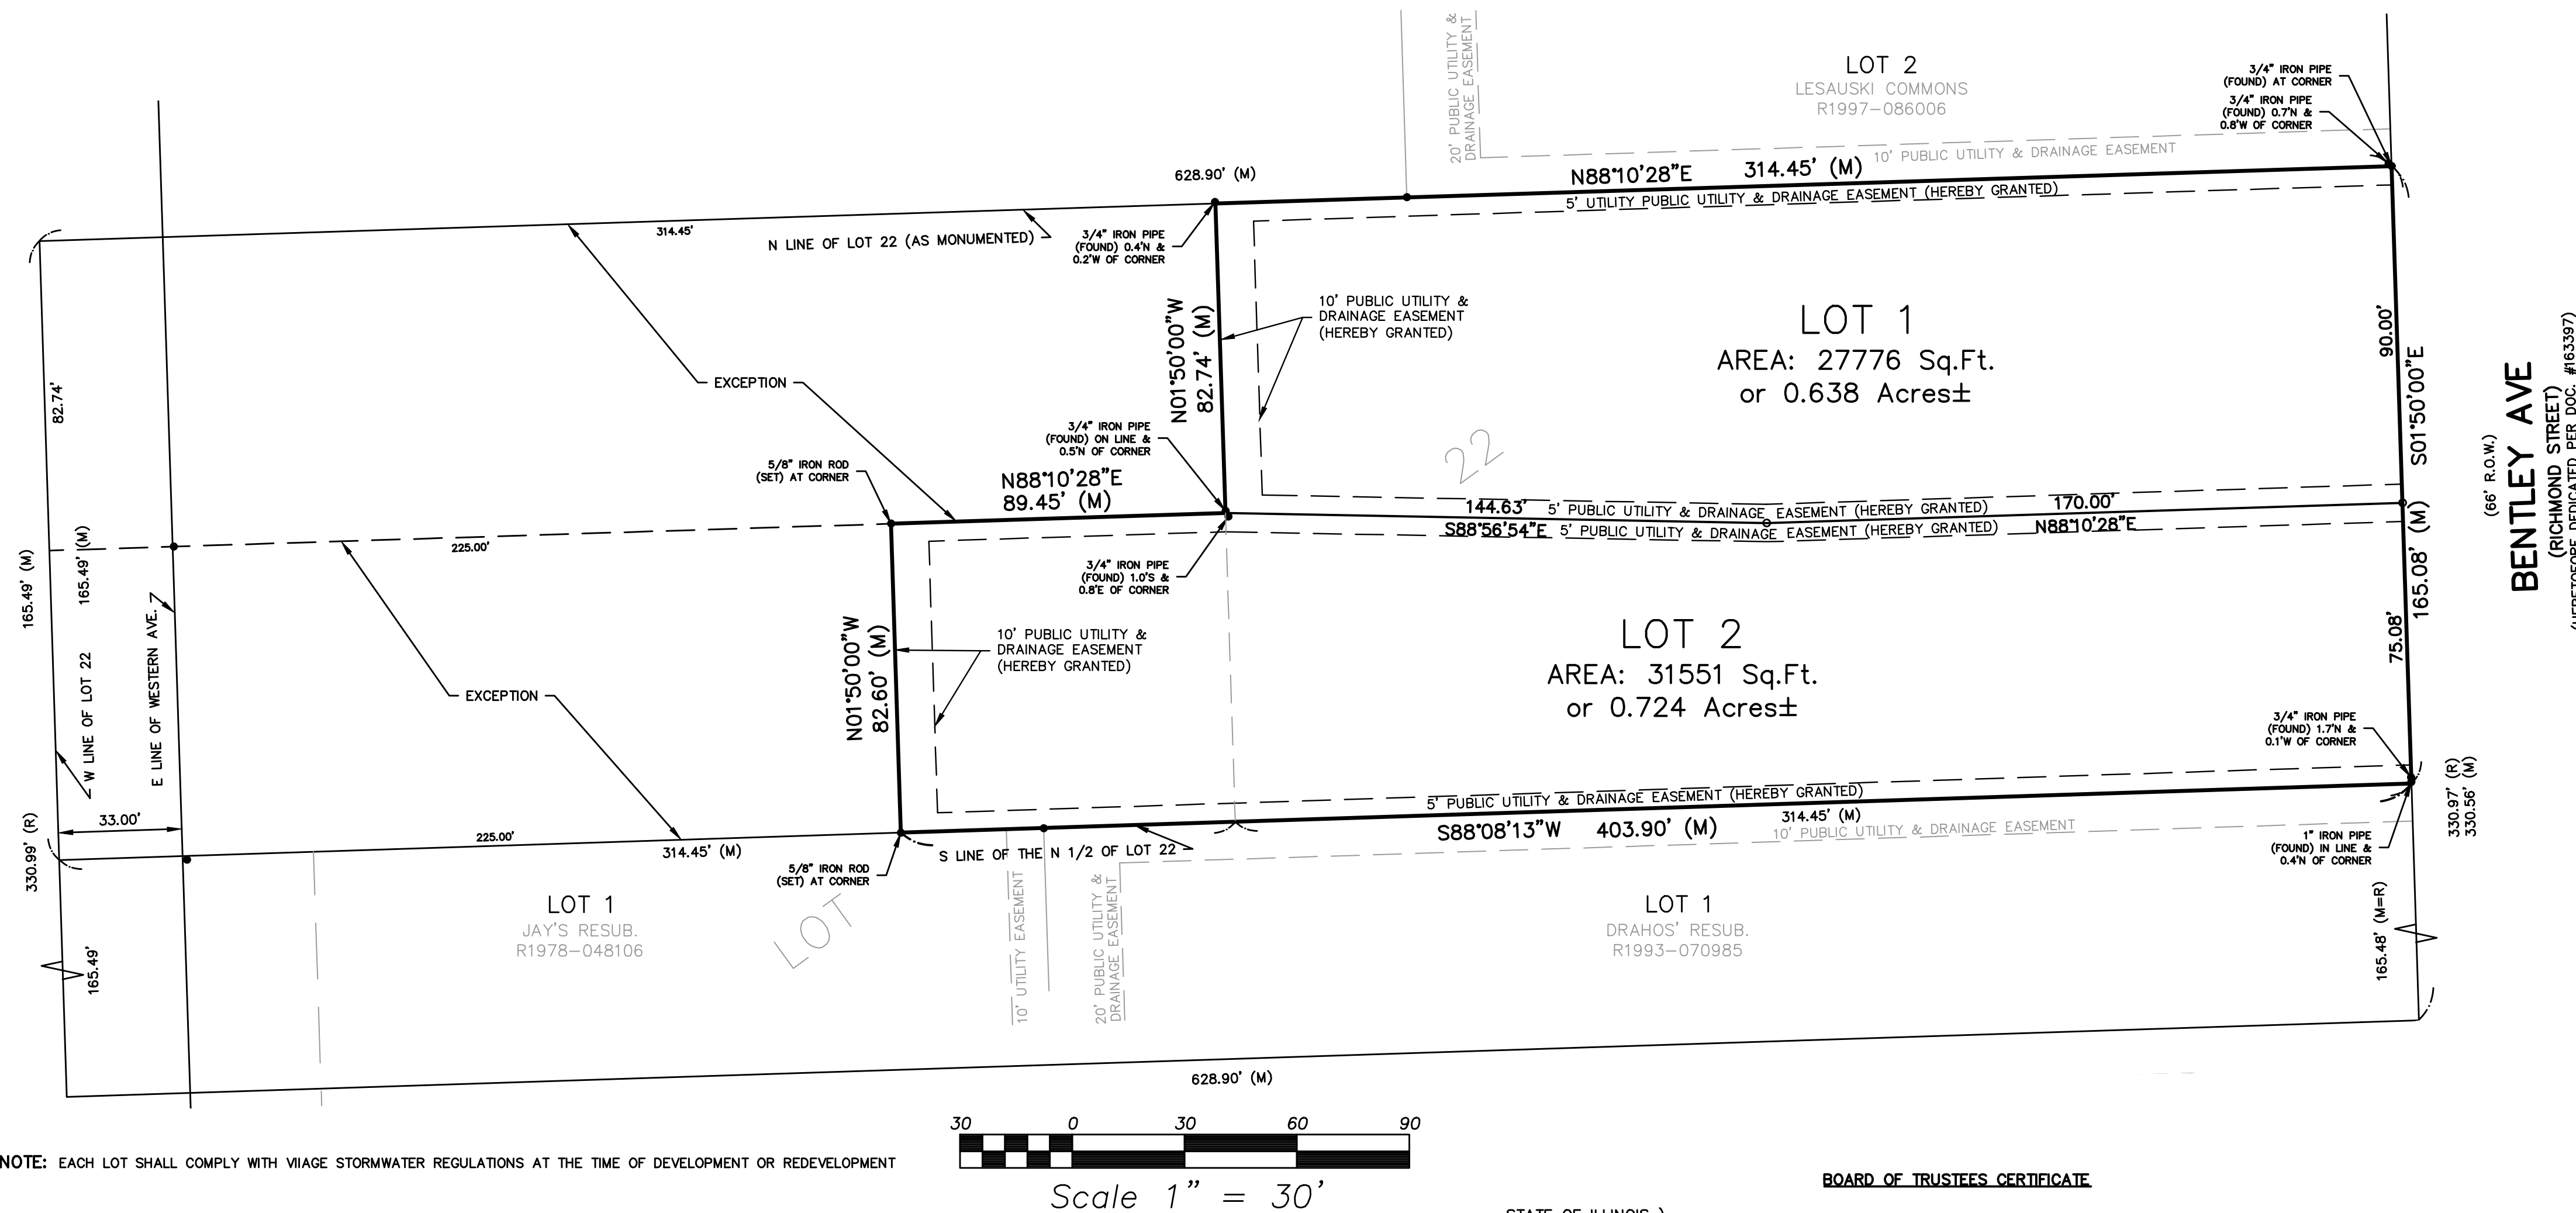 20' PUBLIC UTILITY &
DRAINAGE EASEMENT
LOT 2
LESAUSKI COMMONS
R1997-086006
3/4" IRON PIPE
(FOUND) AT CORNER
3/4" IRON PIPE
(FOUND) 0.7'N &
0.8'W OF CORNER
10' PUBLIC UTILITY & DRAINAGE EASEMENT
628.90' (M)
N88°10'28"E 314.45' (M)
5' UTILITY PUBLIC UTILITY & DRAINAGE EASEMENT (HEREBY GRANTED)
314.45'
N LINE OF LOT 22 (AS MONUMENTED)
3/4" IRON PIPE
(FOUND) 0.4'N &
0.2'W OF CORNER
10' PUBLIC UTILITY &
DRAINAGE EASEMENT
(HEREBY GRANTED)
N01°50'00"W
82.74' (M)
LOT 1
AREA: 27776 Sq.Ft.
or 0.638 Acres±
90.00'
S01°50'00"E
165.08' (M)
BENTLEY AVE
(RICHMOND STREET)
(66' R.O.W.)
(HERETOFORE DEDICATED PER DOC. #163397)
82.74'
EXCEPTION
3/4" IRON PIPE
(FOUND) ON LINE &
0.5'N OF CORNER
22
5/8" IRON ROD
(SET) AT CORNER
N88°10'28"E
89.45' (M)
144.63'
5' PUBLIC UTILITY & DRAINAGE EASEMENT (HEREBY GRANTED)
170.00'
S88°56'54"E
5' PUBLIC UTILITY & DRAINAGE EASEMENT (HEREBY GRANTED)
N88°10'28"E
225.00'
165.49' (M)
165.49' (M)
3/4" IRON PIPE
(FOUND) 1.0'S &
0.8'E OF CORNER
10' PUBLIC UTILITY &
DRAINAGE EASEMENT
(HEREBY GRANTED)
N01°50'00"W
82.60' (M)
LOT 2
AREA: 31551 Sq.Ft.
or 0.724 Acres±
75.08'
W LINE OF LOT 22
E LINE OF WESTERN AVE.
EXCEPTION
3/4" IRON PIPE
(FOUND) 1.7'N &
0.1'W OF CORNER
330.97' (R)
330.56' (M)
5' PUBLIC UTILITY & DRAINAGE EASEMENT (HEREBY GRANTED)
33.00'
330.99' (R)
225.00'
314.45' (M)
S88°08'13"W 403.90' (M)
314.45' (M)
10' PUBLIC UTILITY & DRAINAGE EASEMENT
S LINE OF THE N 1/2 OF LOT 22
1" IRON PIPE
(FOUND) IN LINE &
0.4'N OF CORNER
5/8" IRON ROD
(SET) AT CORNER
LOT 1
JAY'S RESUB.
R1978-048106
LOT
10' UTILITY EASEMENT
20' PUBLIC UTILITY &
DRAINAGE EASEMENT
LOT 1
DRAHOS' RESUB.
R1993-070985
165.48' (M=R)
165.49'
628.90' (M)
30 0 30 60 90
NOTE: EACH LOT SHALL COMPLY WITH VIIAGE STORMWATER REGULATIONS AT THE TIME OF DEVELOPMENT OR REDEVELOPMENT
Scale 1" = 30'
BOARD OF TRUSTEES CERTIFICATE
STATE OF ILLINOIS )